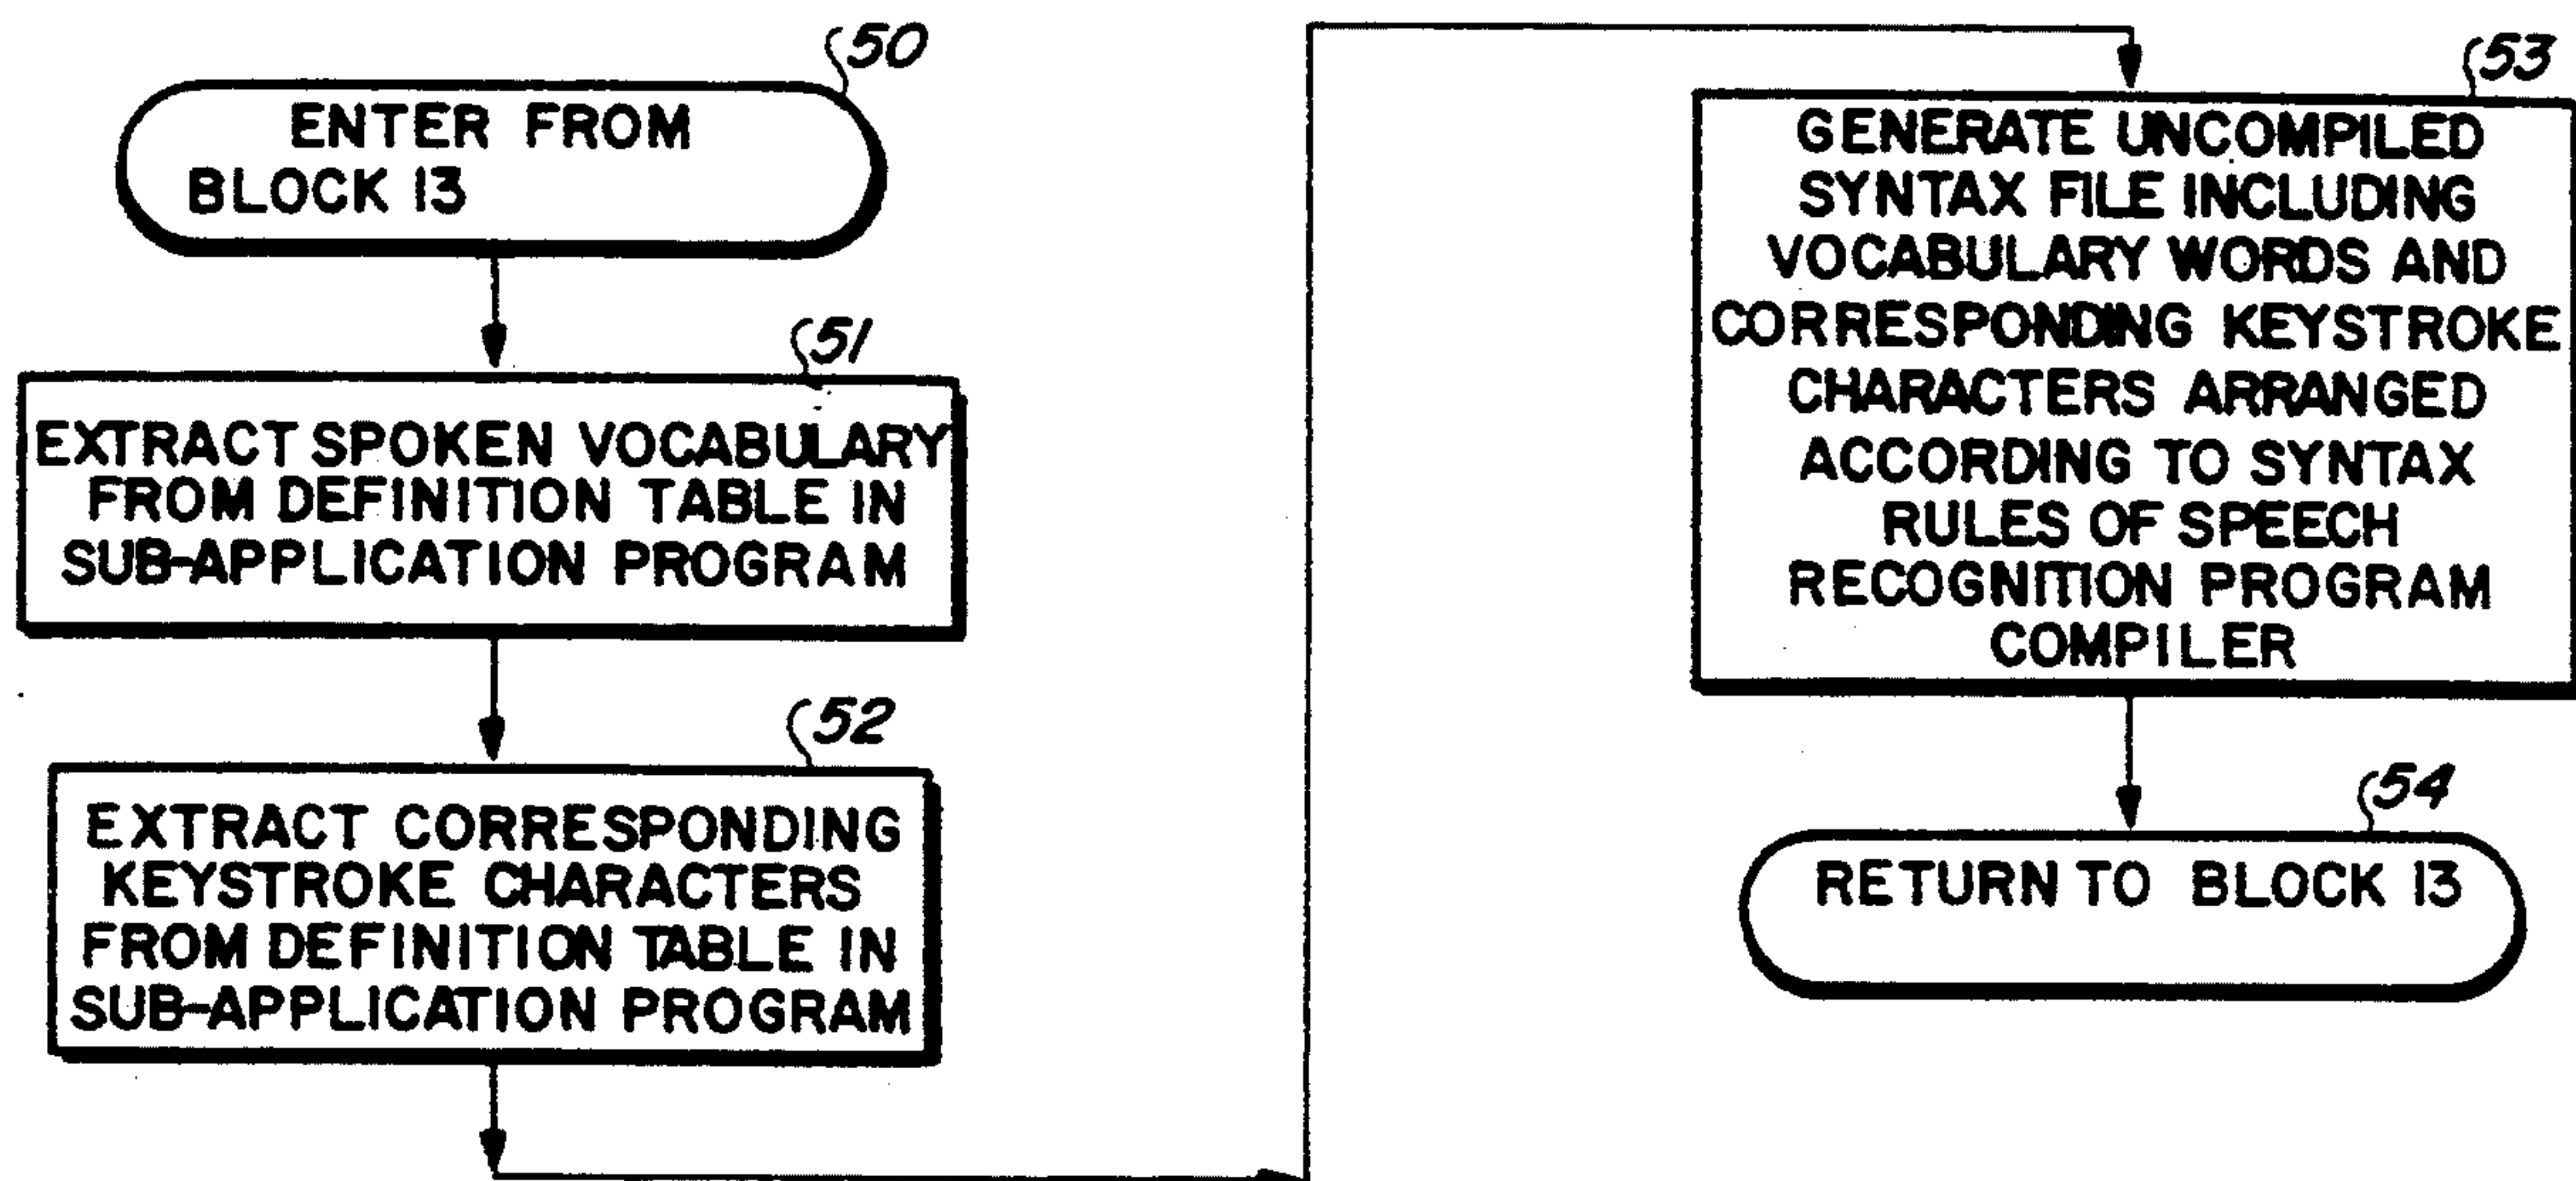 50
ENTER FROM
BLOCK 13
51
EXTRACT SPOKEN VOCABULARY
FROM DEFINITION TABLE IN
SUB-APPLICATION PROGRAM
52
EXTRACT CORRESPONDING
KEYSTROKE CHARACTERS
FROM DEFINITION TABLE IN
SUB-APPLICATION PROGRAM
53
GENERATE UNCOMPILED
SYNTAX FILE INCLUDING
VOCABULARY WORDS AND
CORRESPONDING KEYSTROKE
CHARACTERS ARRANGED
ACCORDING TO SYNTAX
RULES OF SPEECH
RECOGNITION PROGRAM
COMPILER
54
RETURN TO BLOCK 13